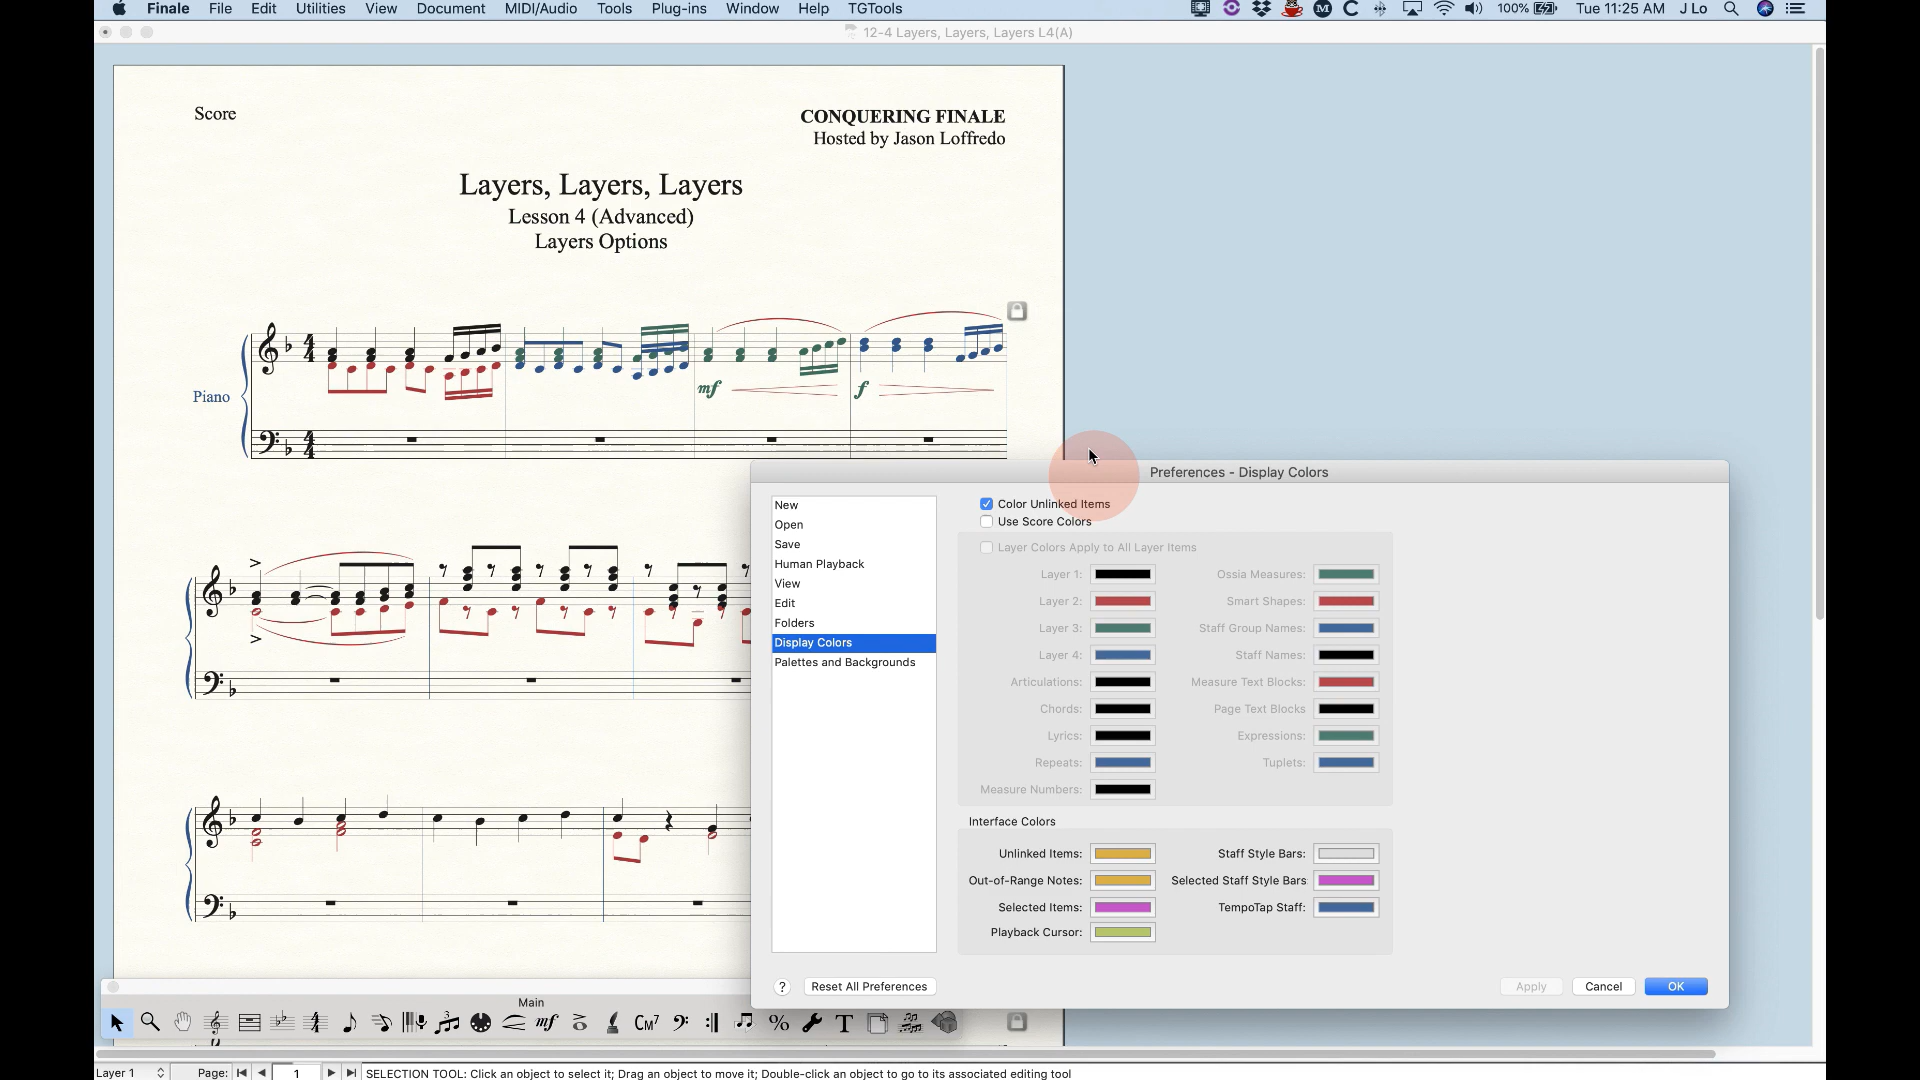 Finale File Edit Utilities View Document MIDI/Audio Tools Plug-ins Window Help TGTools 100% Tue 11:25 AM J Lo
12-4 Layers, Layers, Layers L4(A)
Score
CONQUERING FINALE
Hosted by Jason Loffredo
Layers, Layers, Layers
Lesson 4 (Advanced)
Layers Options
Piano
mf f
Preferences - Display Colors
New
Open
Save
Human Playback
View
Edit
Folders
Display Colors
Palettes and Backgrounds
Color Unlinked Items
Use Score Colors
Layer Colors Apply to All Layer Items
Layer 1: Ossia Measures:
Layer 2: Smart Shapes:
Layer 3: Staff Group Names:
Layer 4: Staff Names:
Articulations: Measure Text Blocks:
Chords: Page Text Blocks
Lyrics: Expressions:
Repeats: Tuplets:
Measure Numbers:
Interface Colors
Unlinked Items: Staff Style Bars:
Out-of-Range Notes: Selected Staff Style Bars
Selected Items: TempoTap Staff:
Playback Cursor:
? Reset All Preferences Apply Cancel OK
Main
mf CM7 % T
Layer 1 Page: 1 SELECTION TOOL: Click an object to select it; Drag an object to move it; Double-click an object to go to its associated editing tool